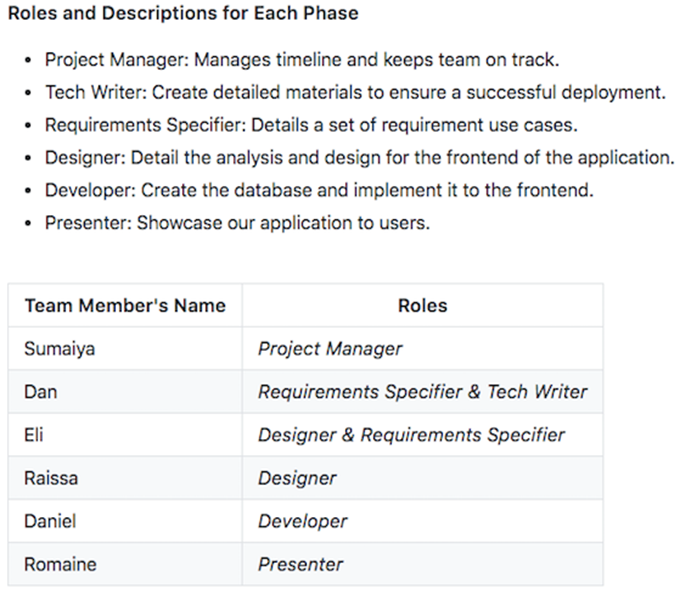 Roles and Descriptions for Each Phase
• Project Manager: Manages timeline and keeps team on track.
• Tech Writer: Create detailed materials to ensure a successful deployment.
• Requirements Specifier: Details a set of requirement use cases.
• Designer: Detail the analysis and design for the frontend of the application.
• Developer: Create the database and implement it to the frontend.
• Presenter: Showcase our application to users.
Team Member's Name Roles
Sumaiya Project Manager
Dan Requirements Specifier & Tech Writer
Eli Designer & Requirements Specifier
Raissa Designer
Daniel Developer
Romaine Presenter